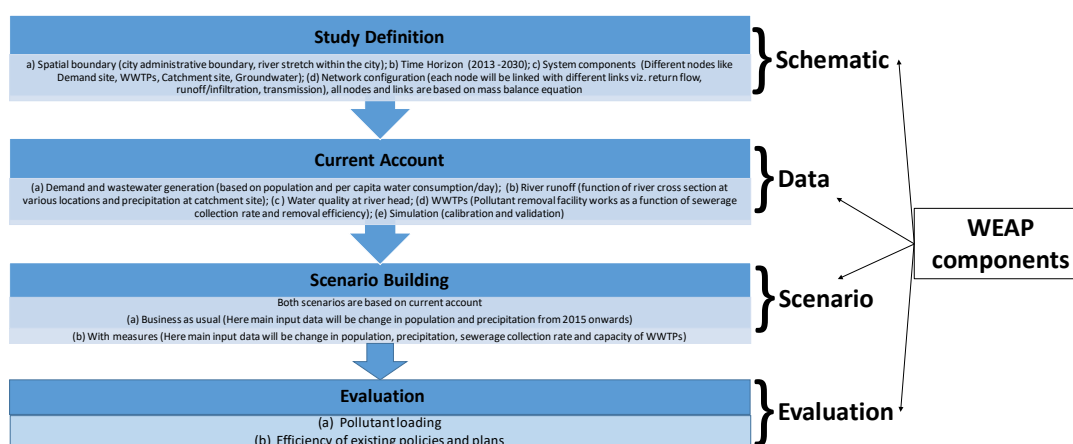 Study Definition
a) Spatial boundary (city administrative boundary, river stretch within the city); b) Time Horizon (2013 -2030); c) System components (Different nodes like
Demand site, WWTPs, Catchment site, Groundwater); (d) Network configuration (each node will be linked with different links viz. return flow,
runoff/infiltration, transmission), all nodes and links are based on mass balance equation
} Schematic
Current Account
(a) Demand and wastewater generation (based on population and per capita water consumption/day); (b) River runoff (function of river cross section at
various locations and precipitation at catchment site); (c ) Water quality at river head; (d) WWTPs (Pollutant removal facility works as a function of sewerage
collection rate and removal efficiency); (e) Simulation (calibration and validation)
} Data
WEAP
components
Scenario Building
Both scenarios are based on current account
(a) Business as usual (Here main input data will be change in population and precipitation from 2015 onwards)
(b) With measures (Here main input data will be change in population, precipitation, sewerage collection rate and capacity of WWTPs)
} Scenario
Evaluation
(a) Pollutant loading
(b) Efficiency of existing policies and plans
} Evaluation